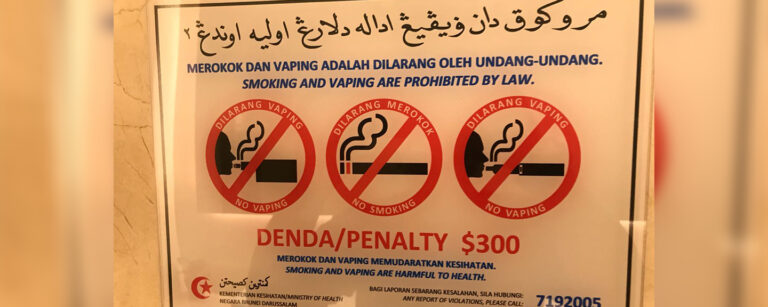 مروكوق دان ۏيڤيڠ اداله دلارڠ اوليه اوندڠ٢
MEROKOK DAN VAPING ADALAH DILARANG OLEH UNDANG-UNDANG.
SMOKING AND VAPING ARE PROHIBITED BY LAW.
DILARANG VAPING
NO VAPING
DILARANG MEROKOK
NO SMOKING
DILARANG VAPING
NO VAPING
DENDA/PENALTY $300
MEROKOK DAN VAPING MEMUDARATKAN KESIHATAN.
SMOKING AND VAPING ARE HARMFUL TO HEALTH.
كمنترين كصيحتن
KEMENTERIAN KESIHATAN/MINISTRY OF HEALTH
NEGARA BRUNEI DARUSSALAM
BAGI LAPORAN SEBARANG KESALAHAN, SILA HUBUNGI:
ANY REPORT OF VIOLATIONS, PLEASE CALL:
7192005